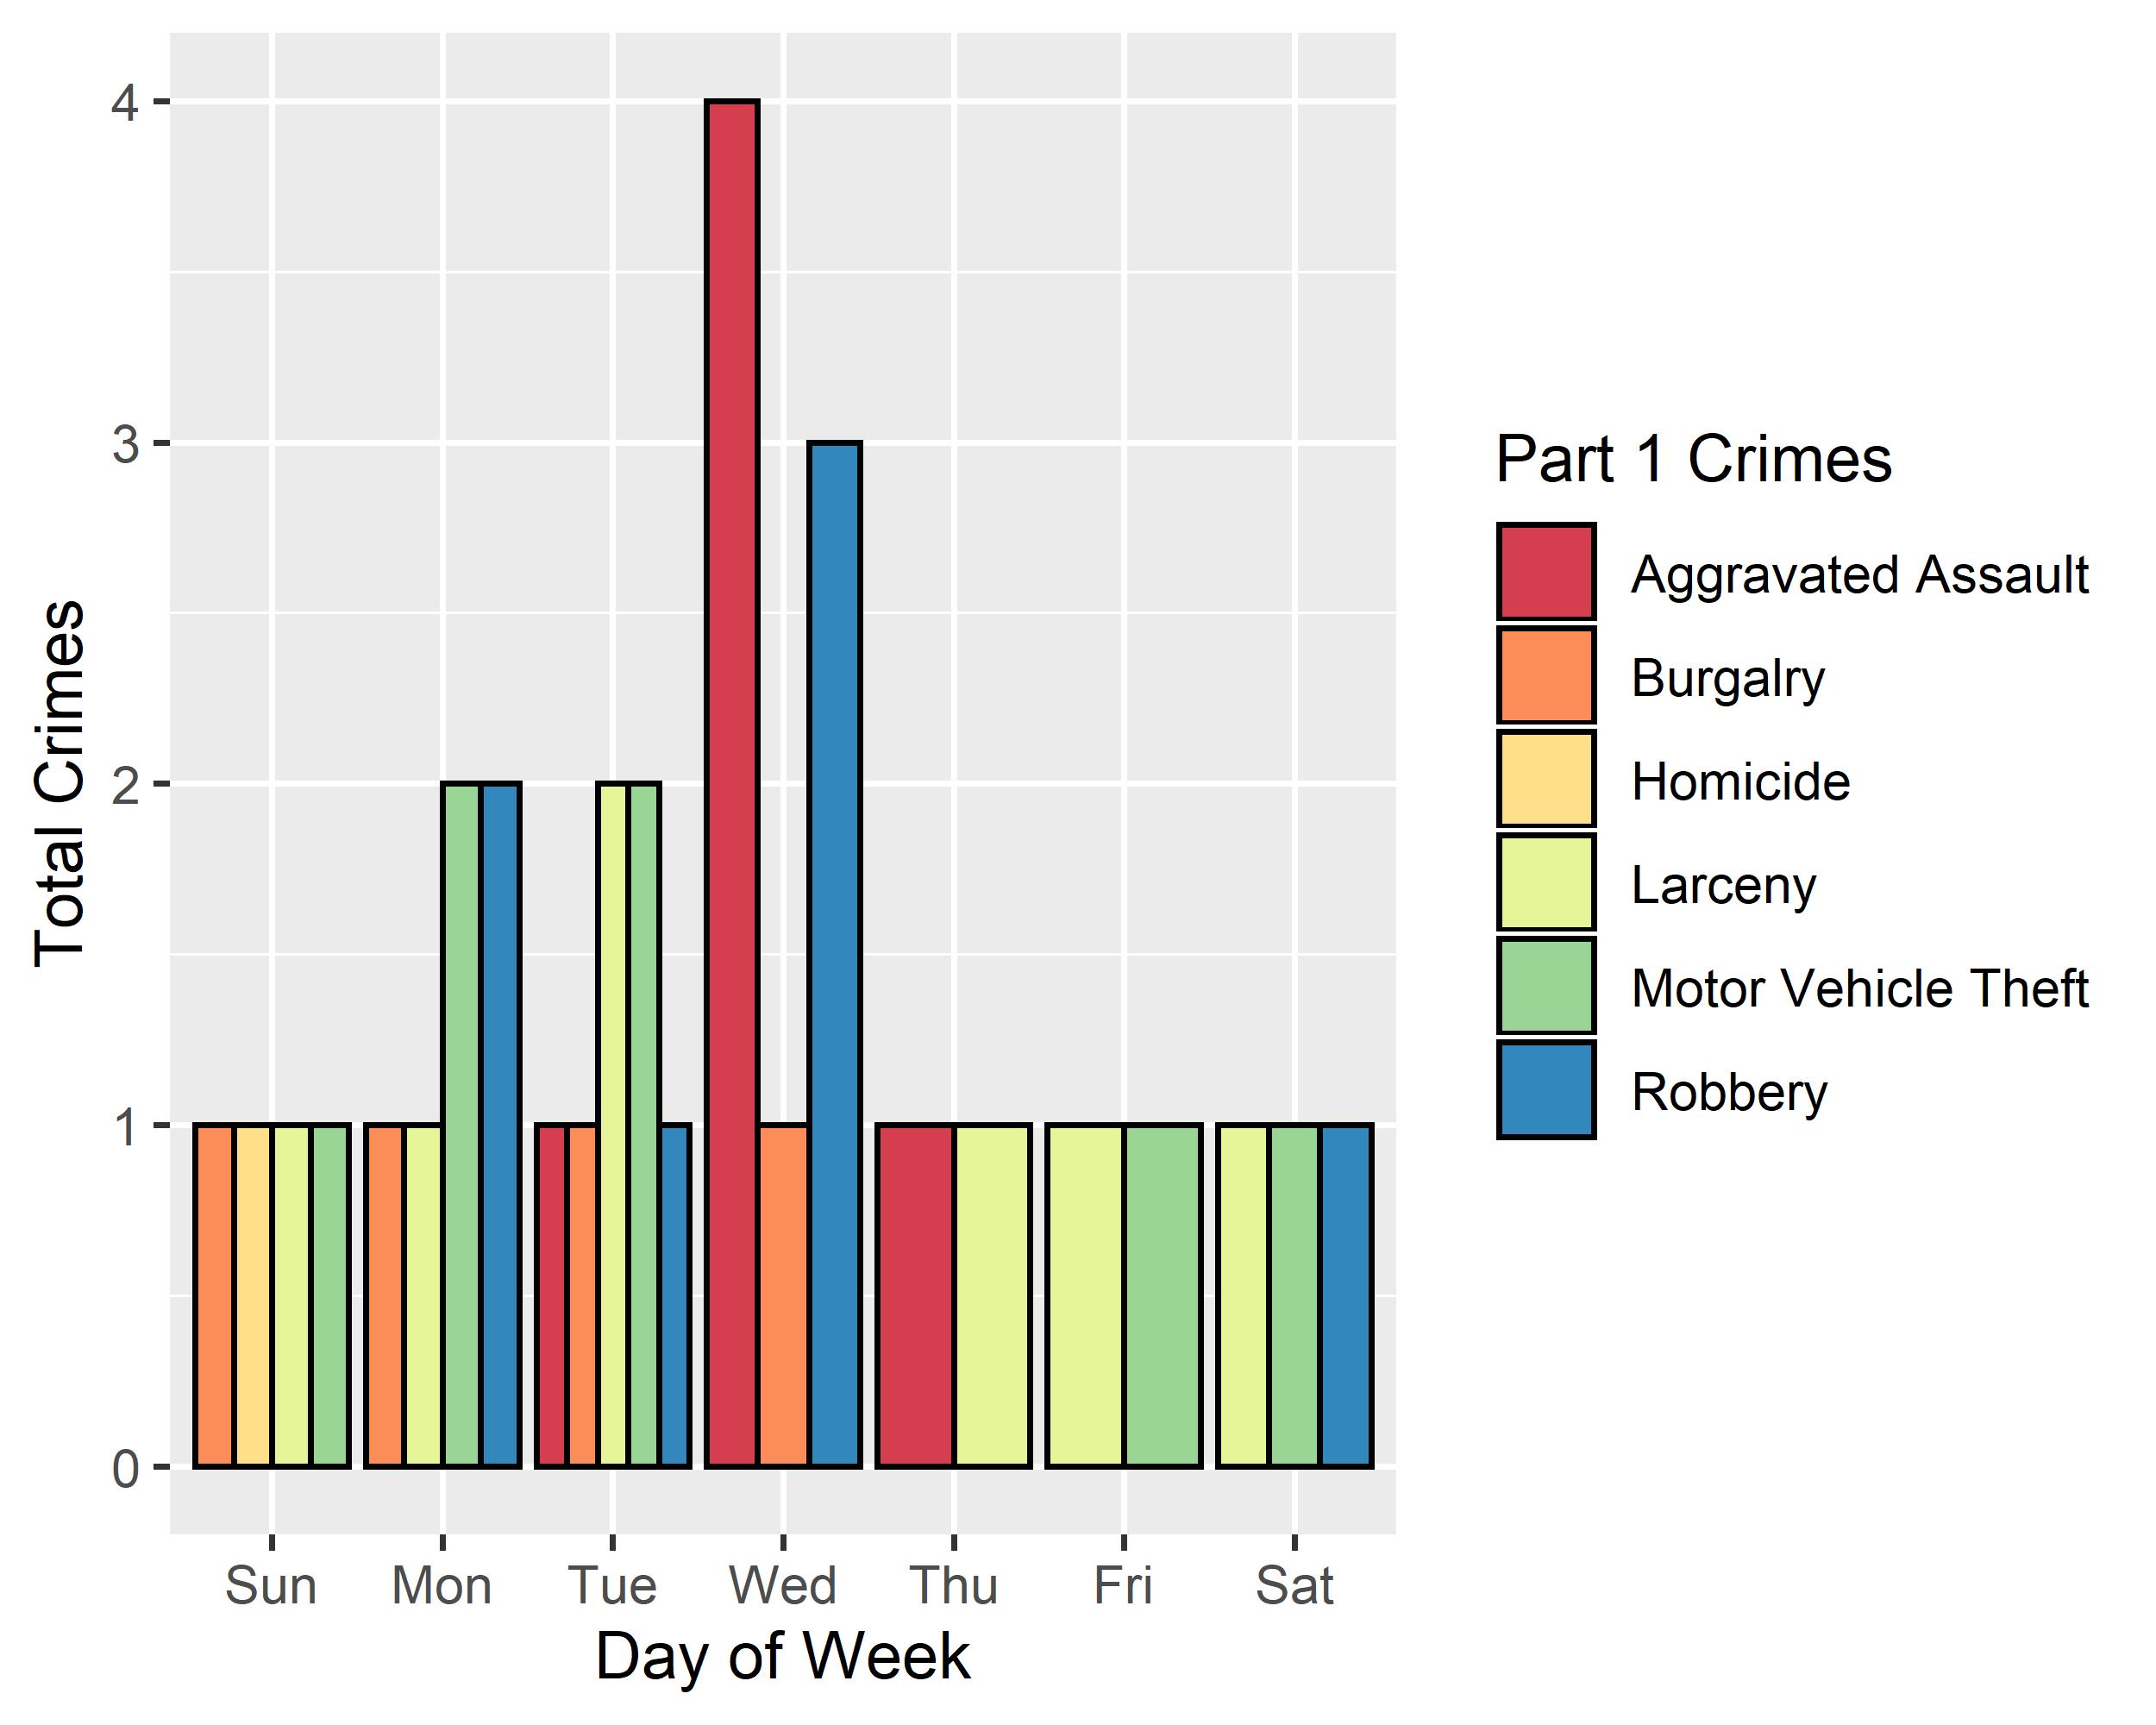 4
3
2
1
0
Total Crimes
Sun Mon Tue Wed Thu Fri Sat
Day of Week
Part 1 Crimes
Aggravated Assault
Burgalry
Homicide
Larceny
Motor Vehicle Theft
Robbery